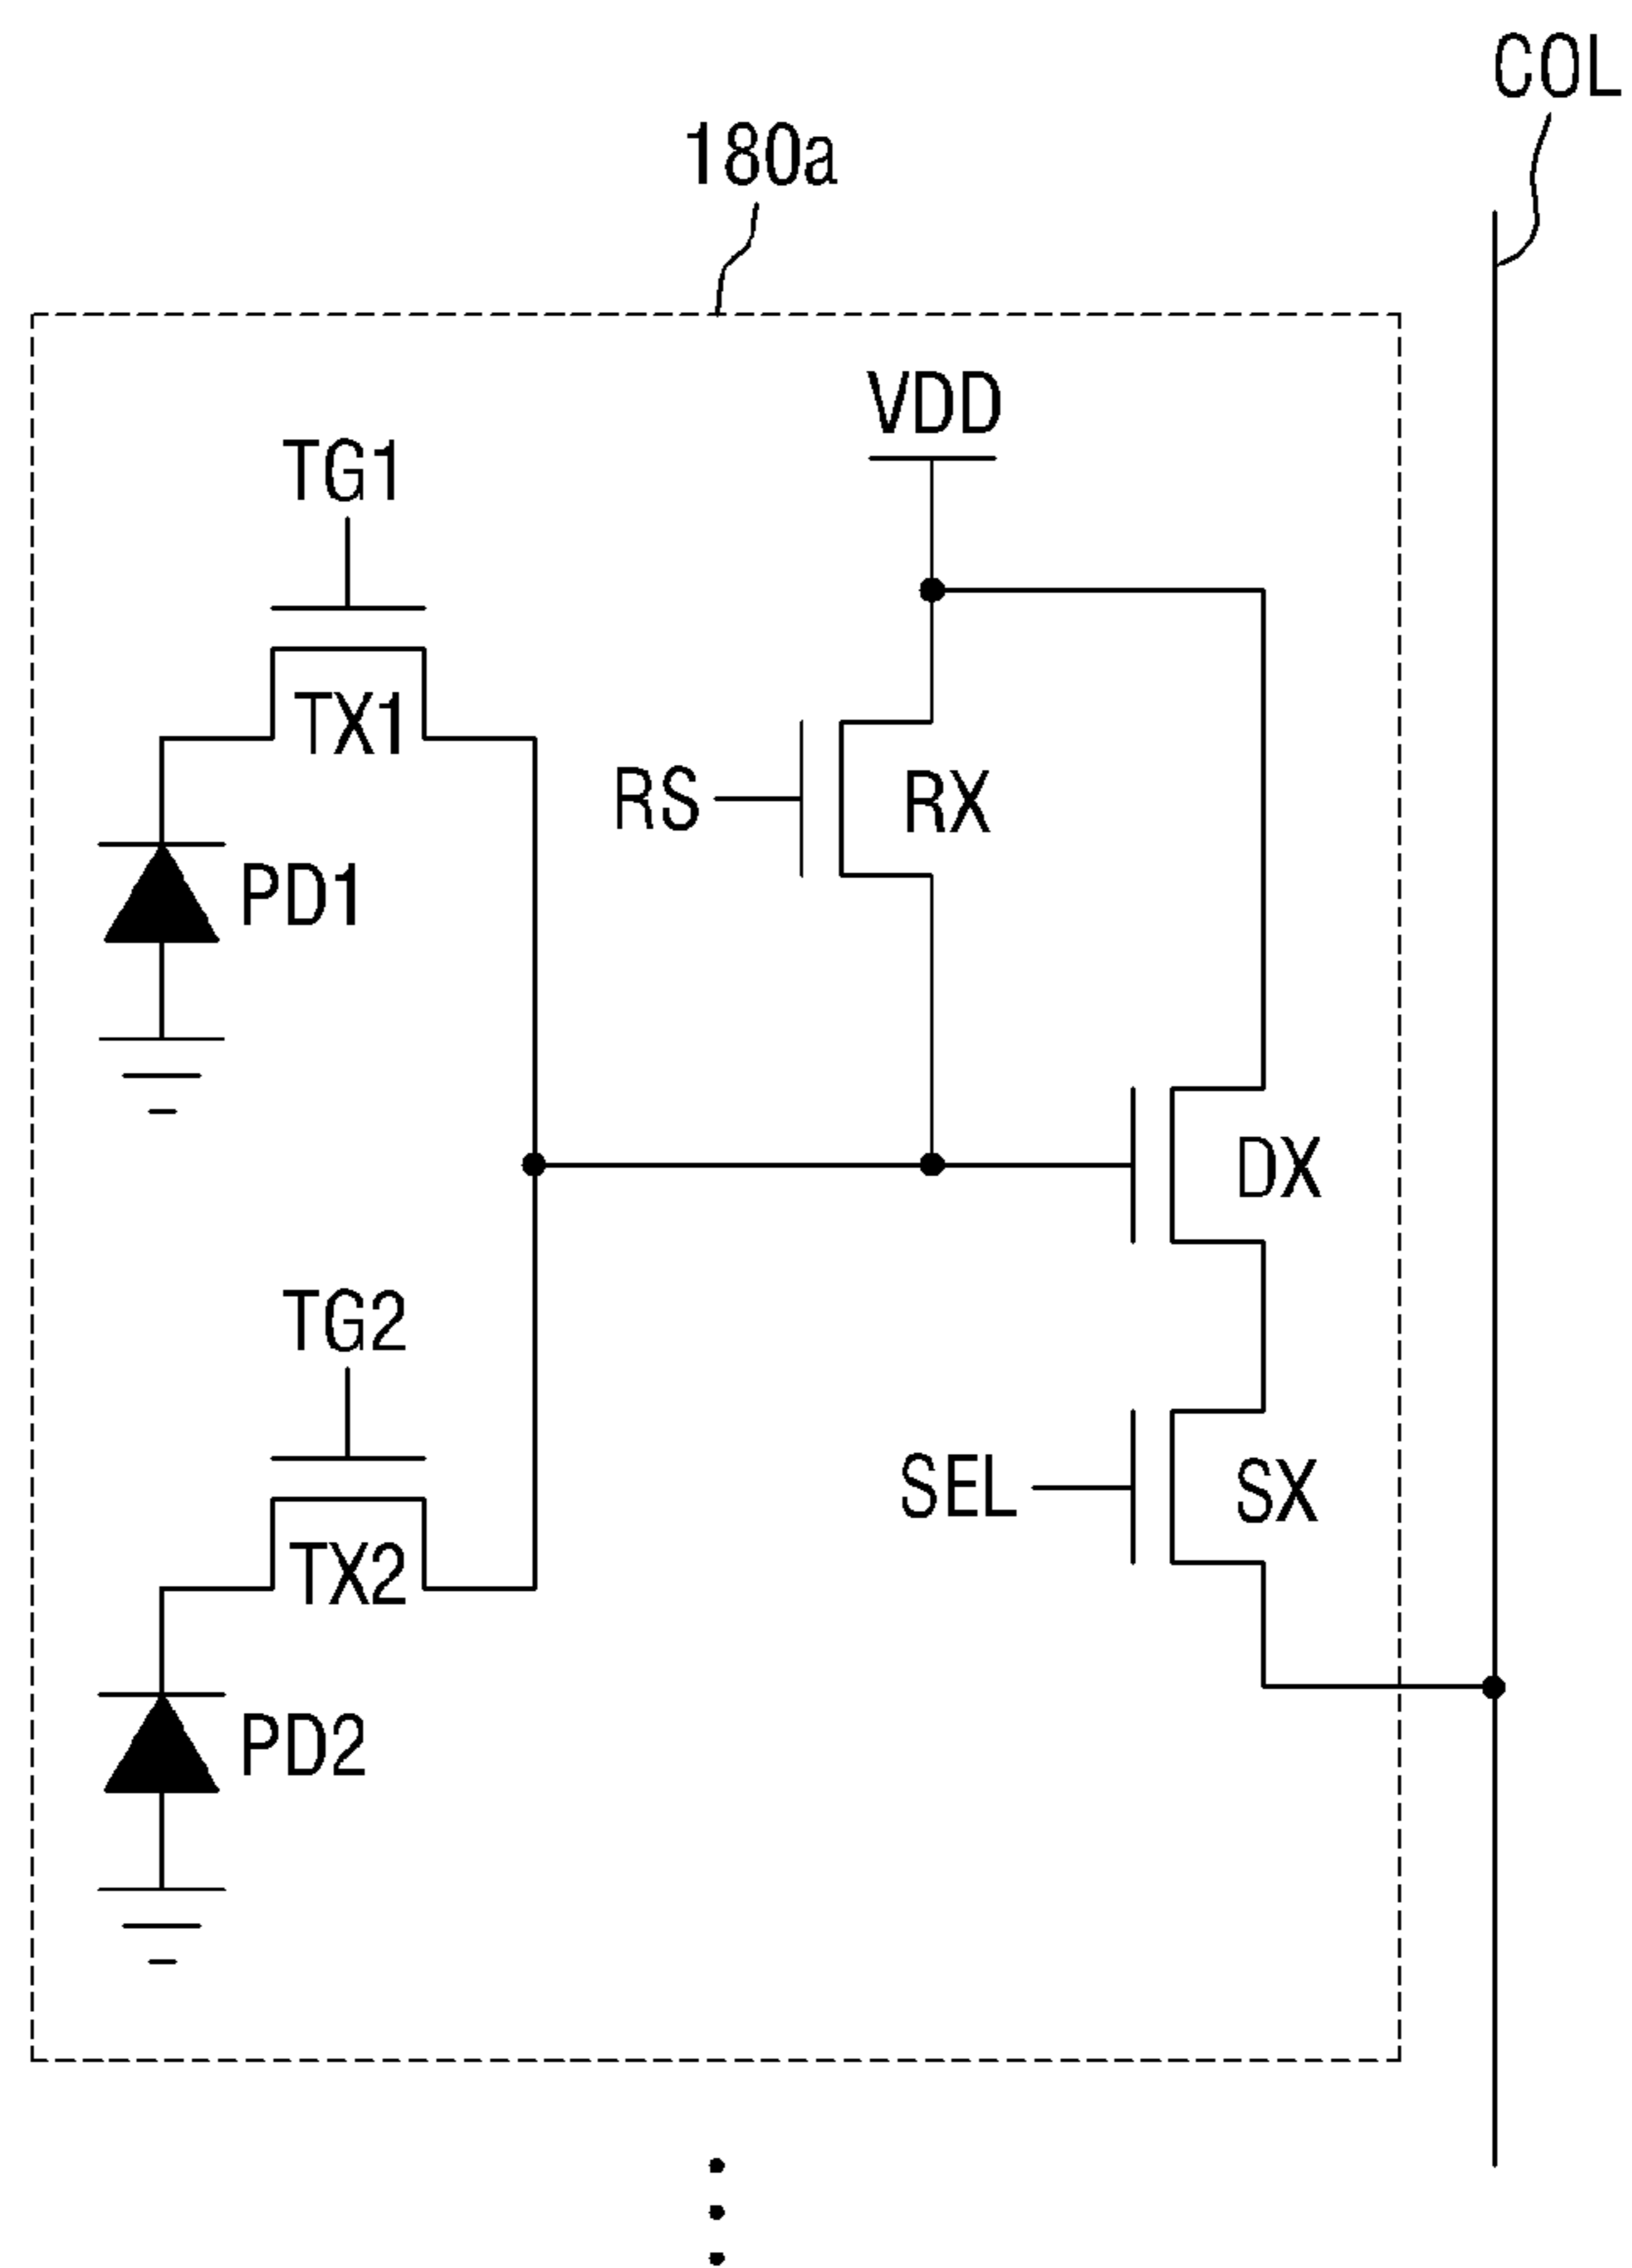 COL
180a
VDD
TG1
TX1
RS
RX
PD1
DX
TG2
SEL
SX
TX2
PD2